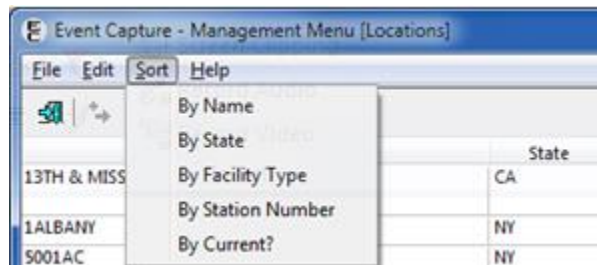 Event Capture - Management Menu [Locations]
File Edit Sort Help
By Name
By State
State
13TH & MISS
By Facility Type
CA
By Station Number
1ALBANY
NY
By Current?
5001AC
NY